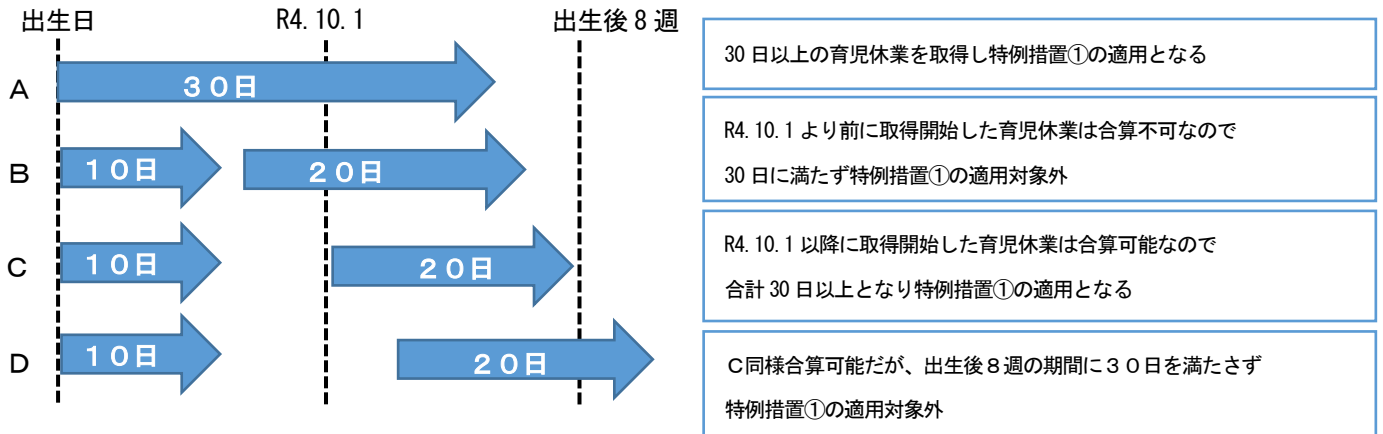 出生日 R4.10.1 出生後8週
A ３０日
30日以上の育児休業を取得し特例措置①の適用となる
B １０日 ２０日
R4.10.1より前に取得開始した育児休業は合算不可なので
30日に満たず特例措置①の適用対象外
C １０日 ２０日
R4.10.1以降に取得開始した育児休業は合算可能なので
合計30日以上となり特例措置①の適用となる
D １０日 ２０日
Ｃ同様合算可能だが、出生後８週の期間に３０日を満たさず
特例措置①の適用対象外